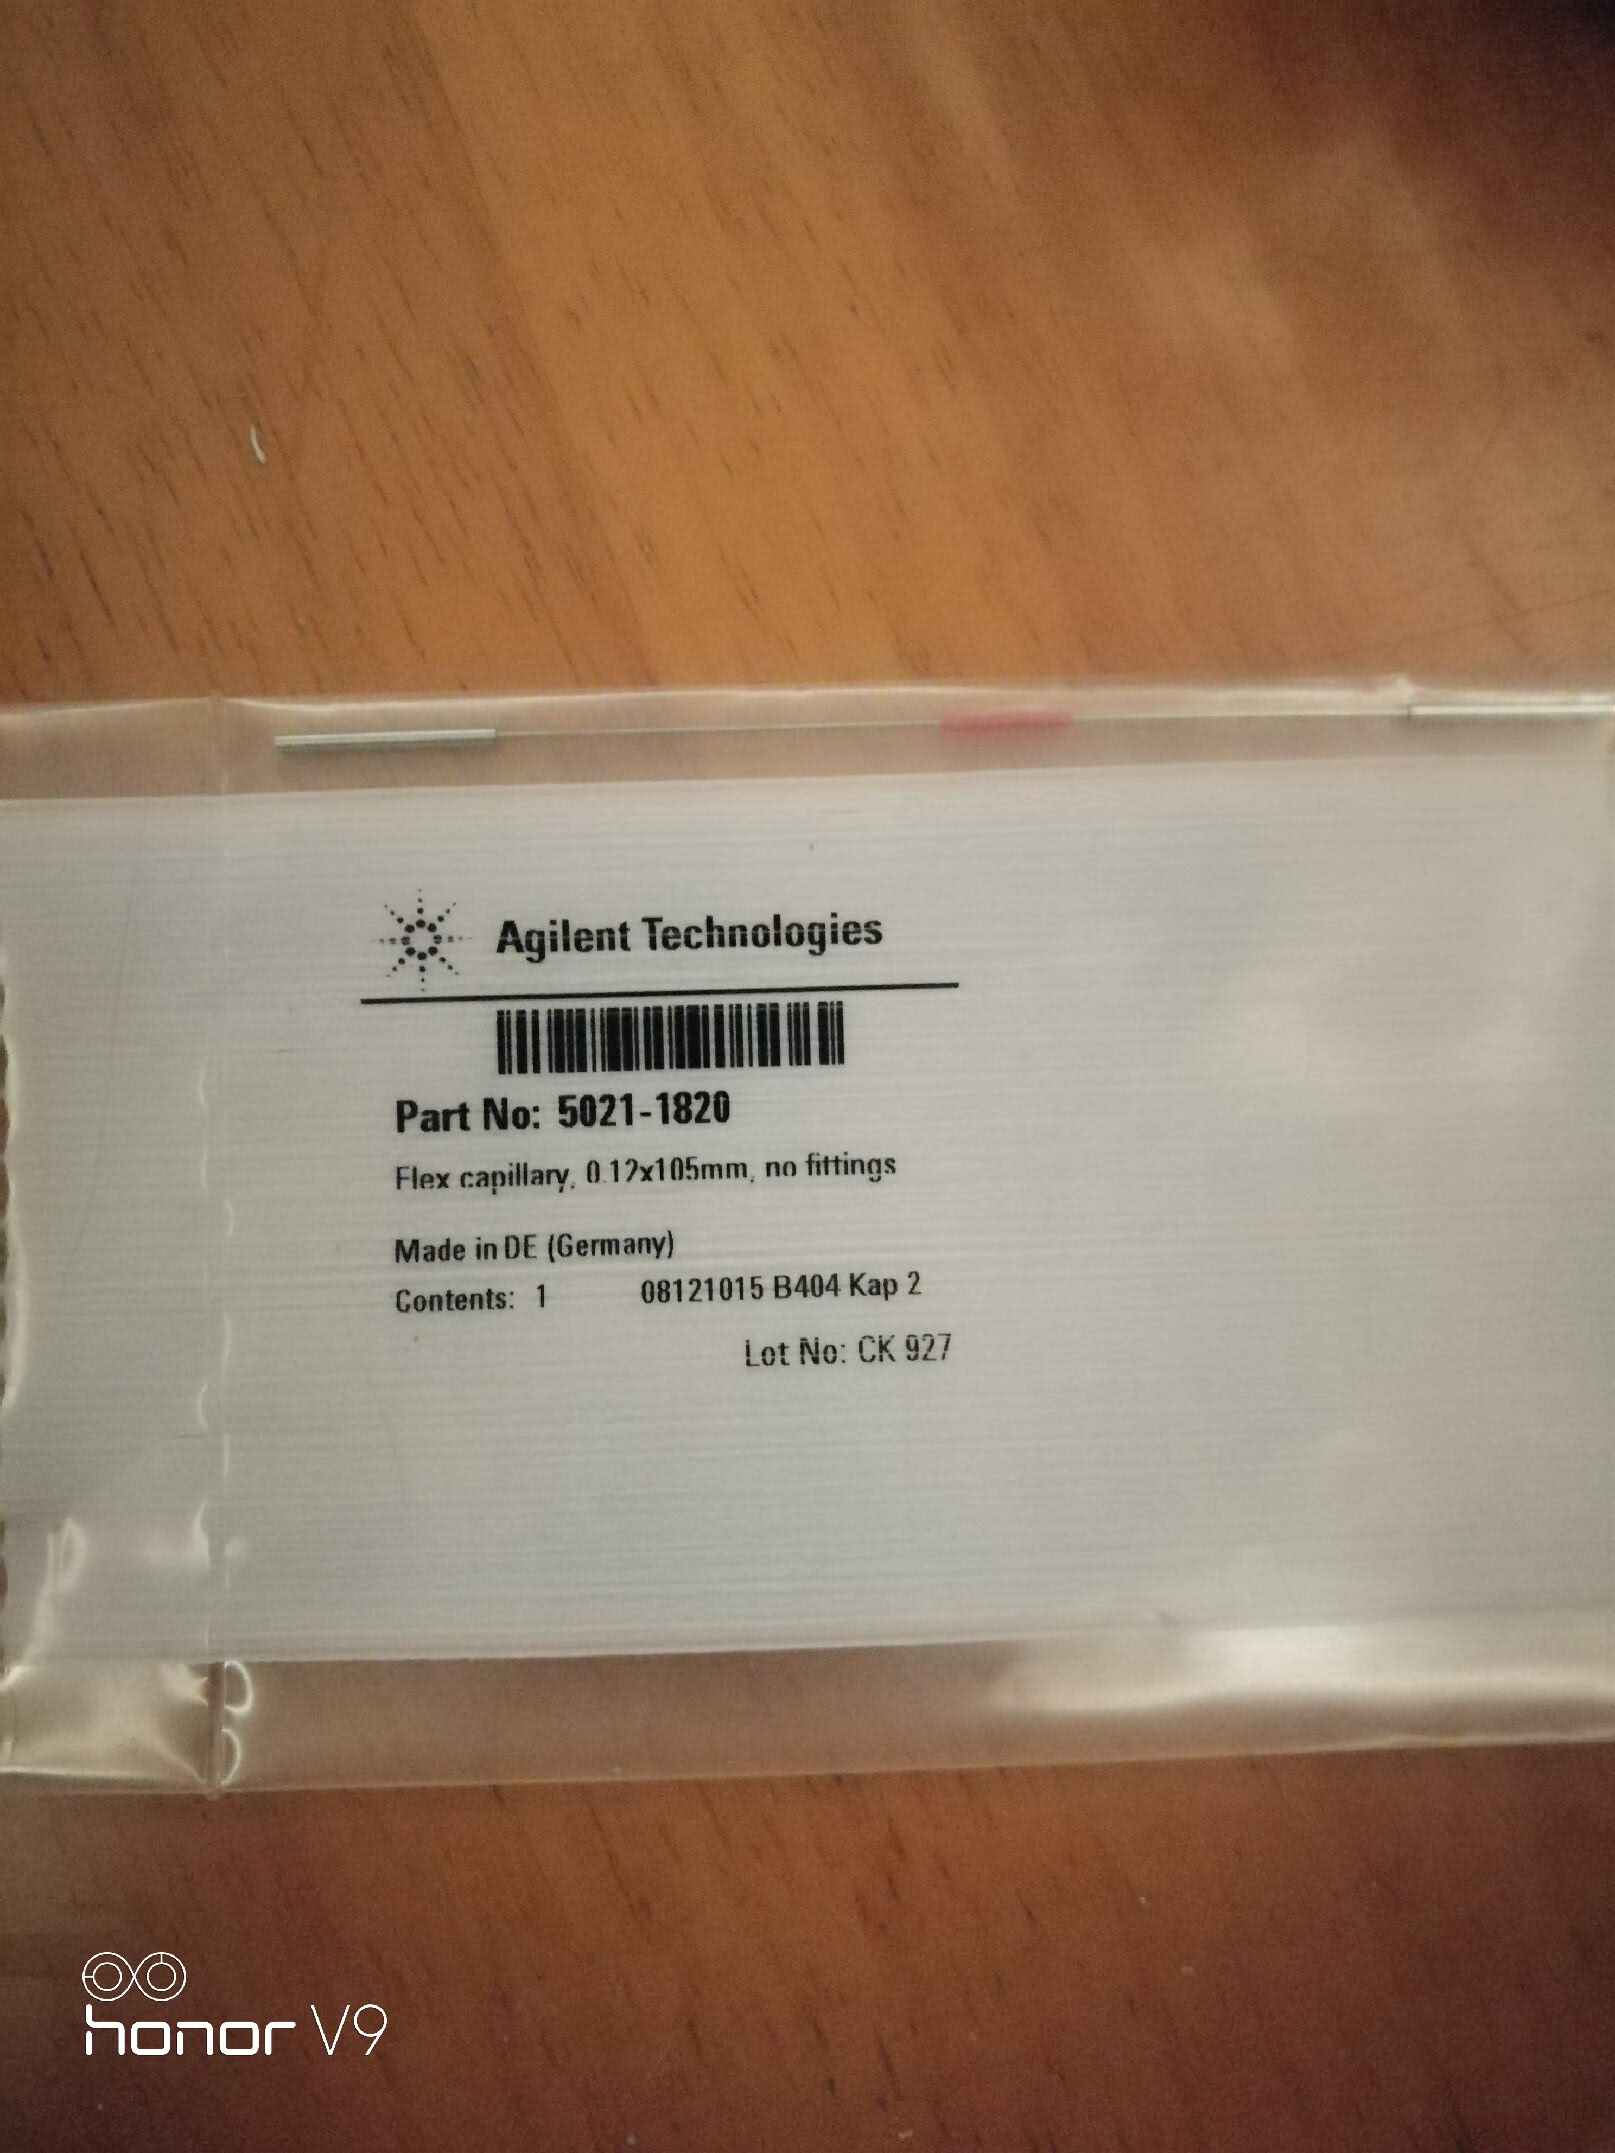 Agilent Technologies
Part No: 5021-1820
Flex capillary, 0.12x105mm, no fittings
Made in DE (Germany)
Contents: 1 08121015 B404 Kap 2
Lot No: CK 927
honor V9